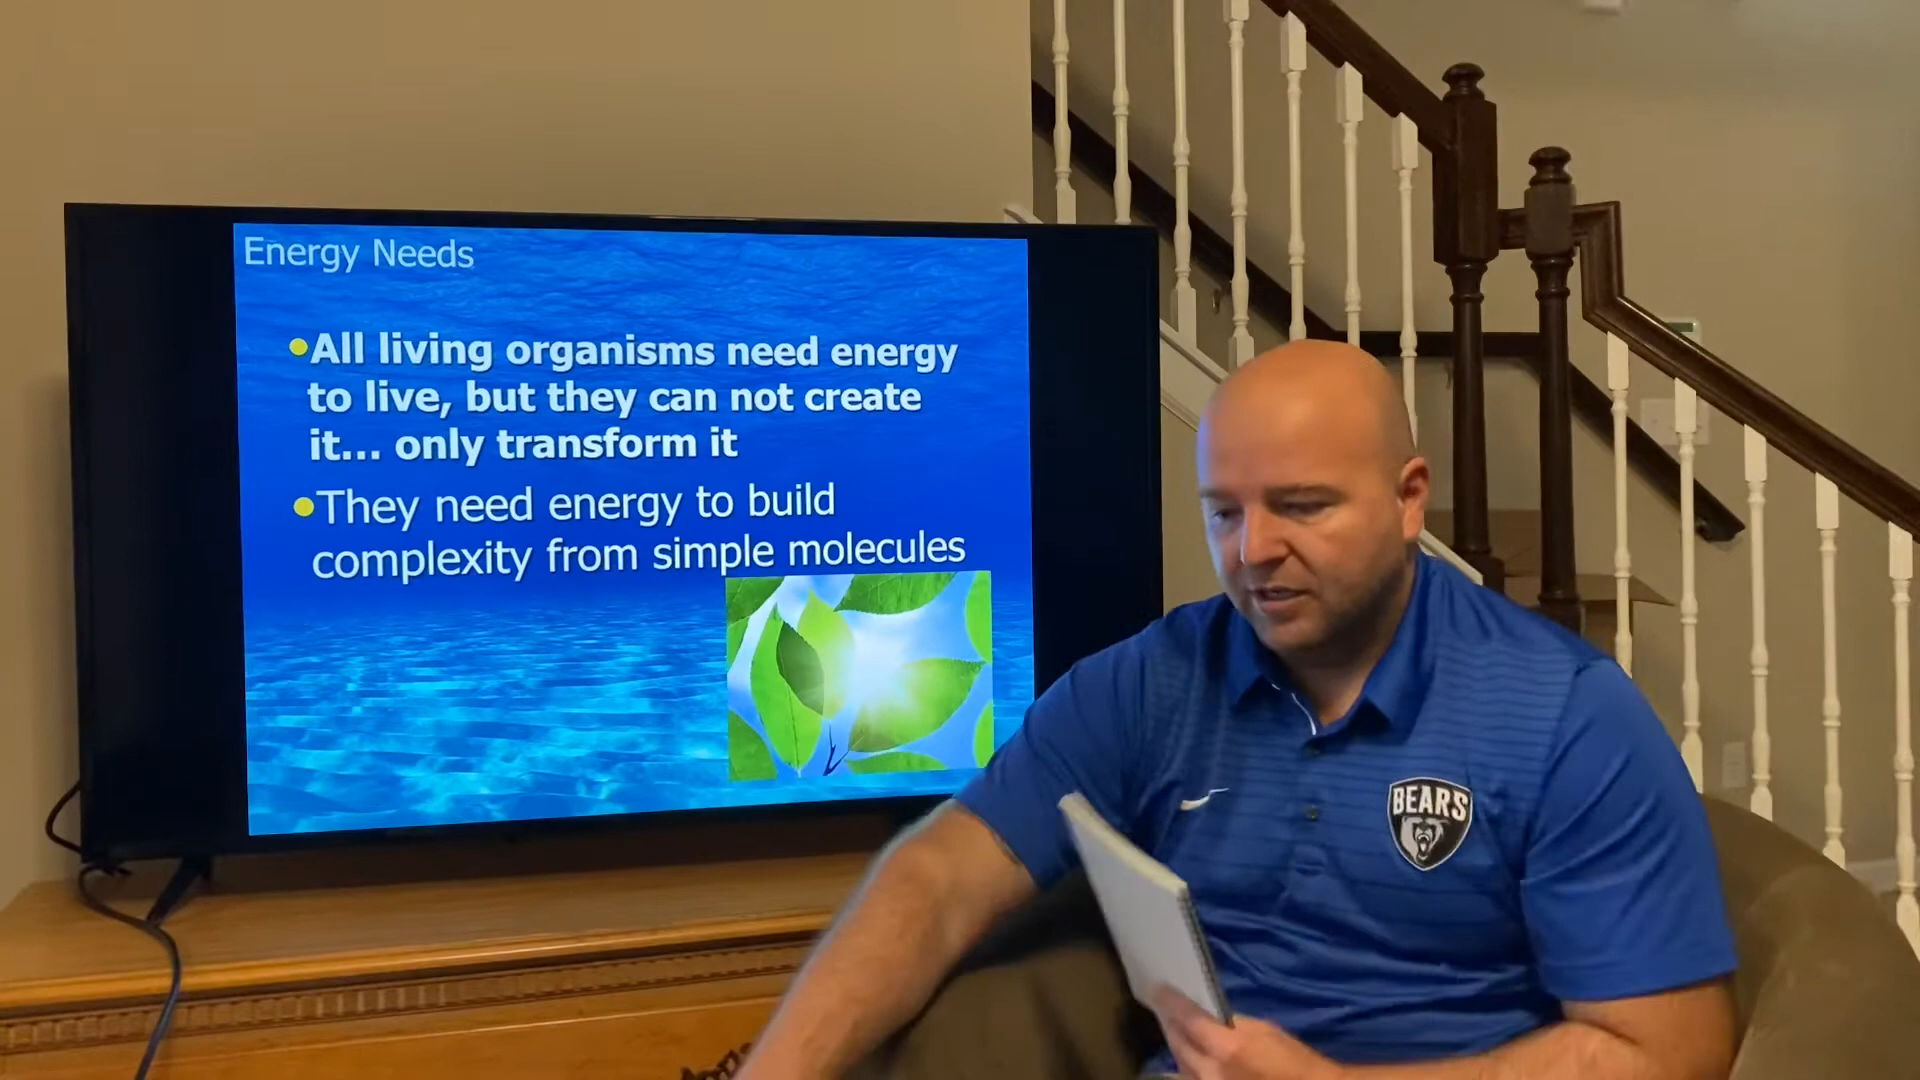 Energy Needs
All living organisms need energy
to live, but they can not create
it... only transform it
They need energy to build
complexity from simple molecules
BEARS